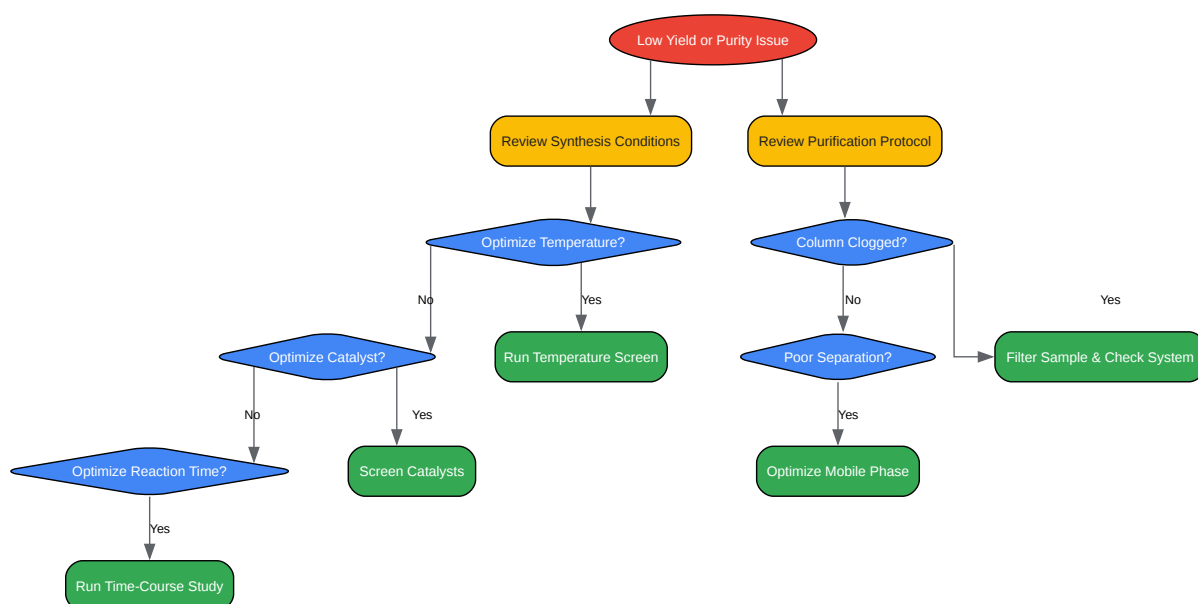 Low Yield or Purity Issue
Review Synthesis Conditions
Review Purification Protocol
Optimize Temperature?
Column Clogged?
No
Yes
No
Yes
Optimize Catalyst?
Run Temperature Screen
Poor Separation?
Filter Sample & Check System
No
Yes
Yes
Optimize Reaction Time?
Screen Catalysts
Optimize Mobile Phase
Yes
Run Time-Course Study